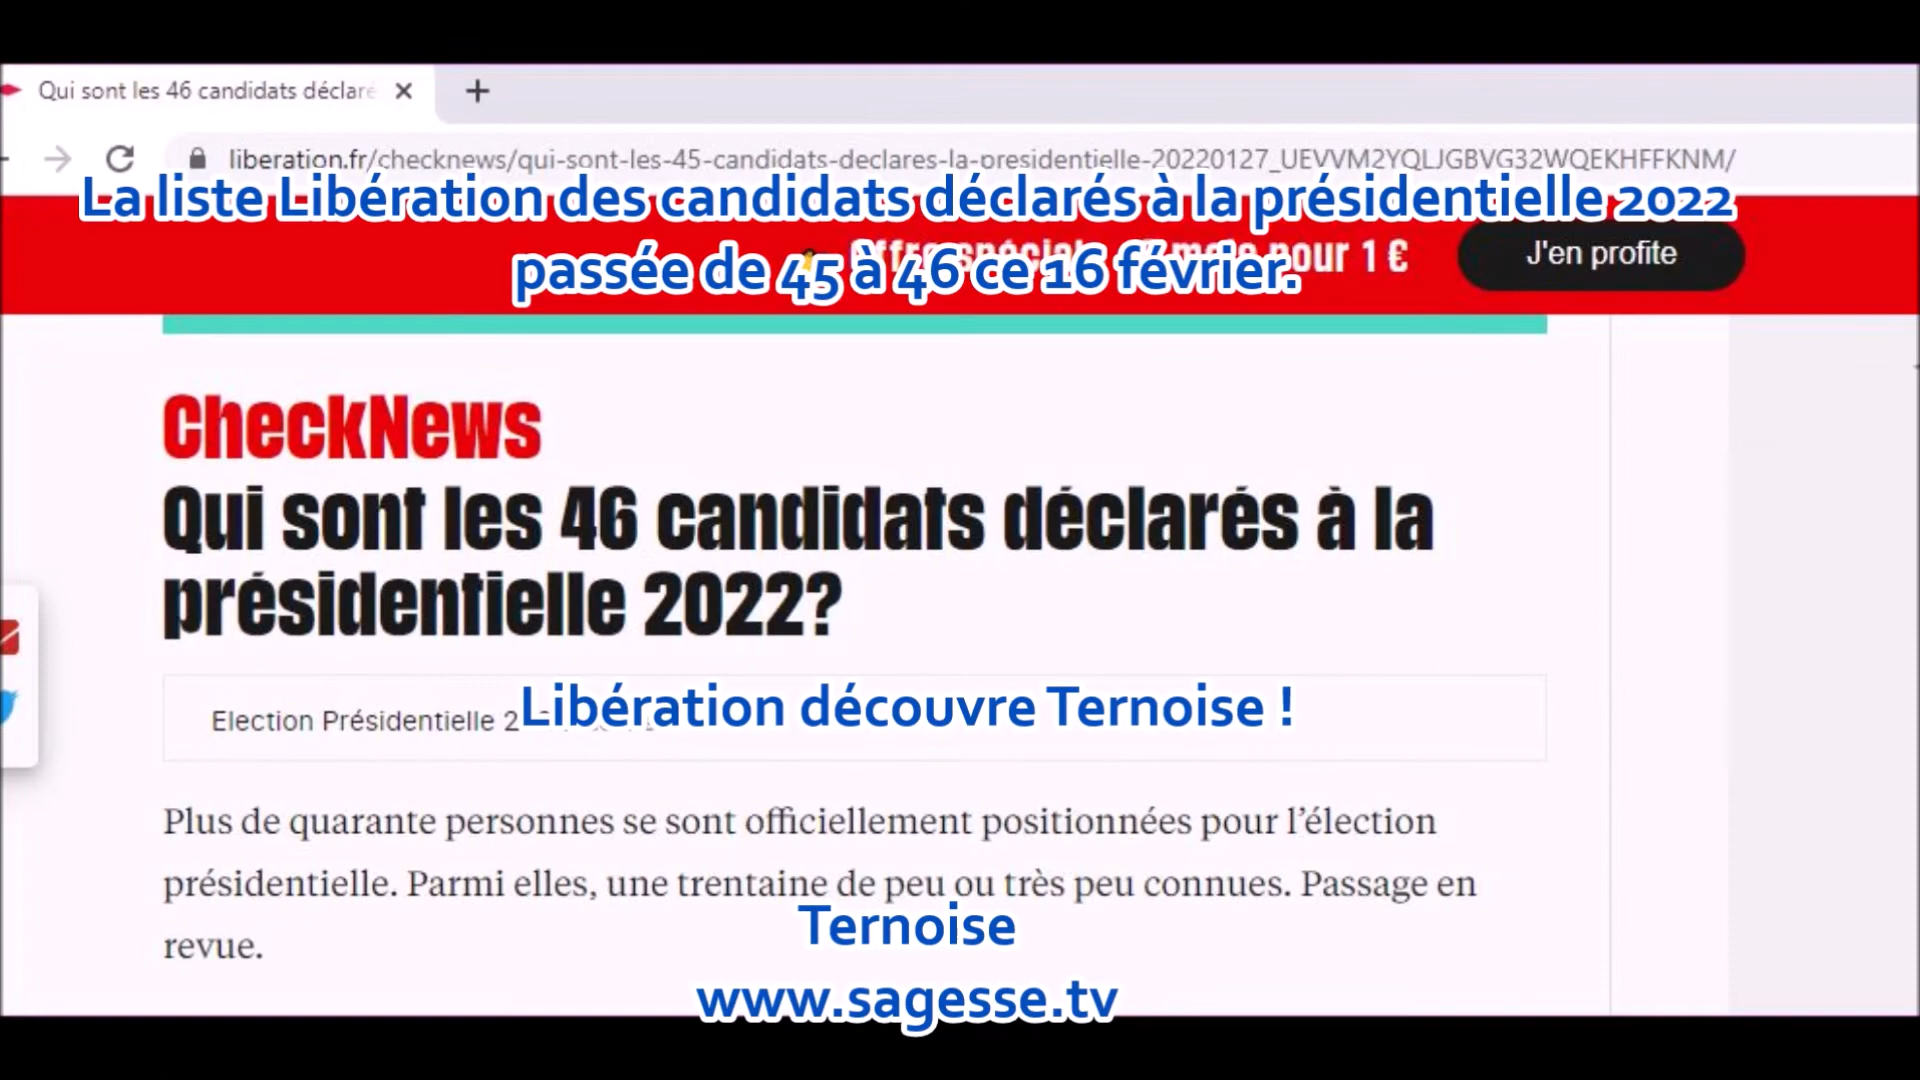 Qui sont les 46 candidats déclaré
liberation.fr/checknews/qui-sont-les-45-candidats-declares-la-presidentielle-20220127_UEVVM2YQLJGBVG32WQEKHFFKNM/
La liste Libération des candidats déclarés à la présidentielle 2022
passée de 45 à 46 ce 16 février.
pour 1 €
J'en profite
CheckNews
Qui sont les 46 candidats déclarés à la
présidentielle 2022?
Election Présidentielle 2
Libération découvre Ternoise !
Plus de quarante personnes se sont officiellement positionnées pour l’élection
présidentielle. Parmi elles, une trentaine de peu ou très peu connues. Passage en
revue.
Ternoise
www.sagesse.tv